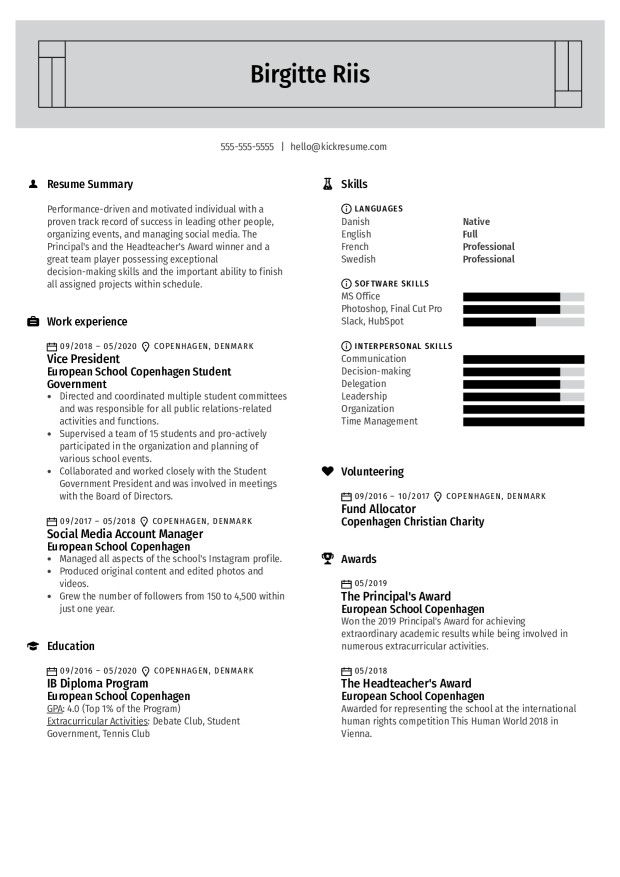 Birgitte Riis
555-555-5555 | hello@kickresume.com
Resume Summary
Performance-driven and motivated individual with a
proven track record of success in leading other people,
organizing events, and managing social media. The
Principal's and the Headteacher's Award winner and a
great team player possessing exceptional
decision-making skills and the important ability to finish
all assigned projects within schedule.
Work experience
09/2018 – 05/2020 COPENHAGEN, DENMARK
Vice President
European School Copenhagen Student
Government
• Directed and coordinated multiple student committees
and was responsible for all public relations-related
activities and functions.
• Supervised a team of 15 students and pro-actively
participated in the organization and planning of
various school events.
• Collaborated and worked closely with the Student
Government President and was involved in meetings
with the Board of Directors.
09/2017 – 05/2018 COPENHAGEN, DENMARK
Social Media Account Manager
European School Copenhagen
• Managed all aspects of the school's Instagram profile.
• Produced original content and edited photos and
videos.
• Grew the number of followers from 150 to 4,500 within
just one year.
Education
09/2016 – 05/2020 COPENHAGEN, DENMARK
IB Diploma Program
European School Copenhagen
GPA: 4.0 (Top 1% of the Program)
Extracurricular Activities: Debate Club, Student
Government, Tennis Club
Skills
LANGUAGES
Danish Native
English Full
French Professional
Swedish Professional
SOFTWARE SKILLS
MS Office
Photoshop, Final Cut Pro
Slack, HubSpot
INTERPERSONAL SKILLS
Communication
Decision-making
Delegation
Leadership
Organization
Time Management
Volunteering
09/2016 – 10/2017 COPENHAGEN, DENMARK
Fund Allocator
Copenhagen Christian Charity
Awards
05/2019
The Principal's Award
European School Copenhagen
Won the 2019 Principal's Award for achieving
extraordinary academic results while being involved in
numerous extracurricular activities.
05/2018
The Headteacher's Award
European School Copenhagen
Awarded for representing the school at the international
human rights competition This Human World 2018 in
Vienna.